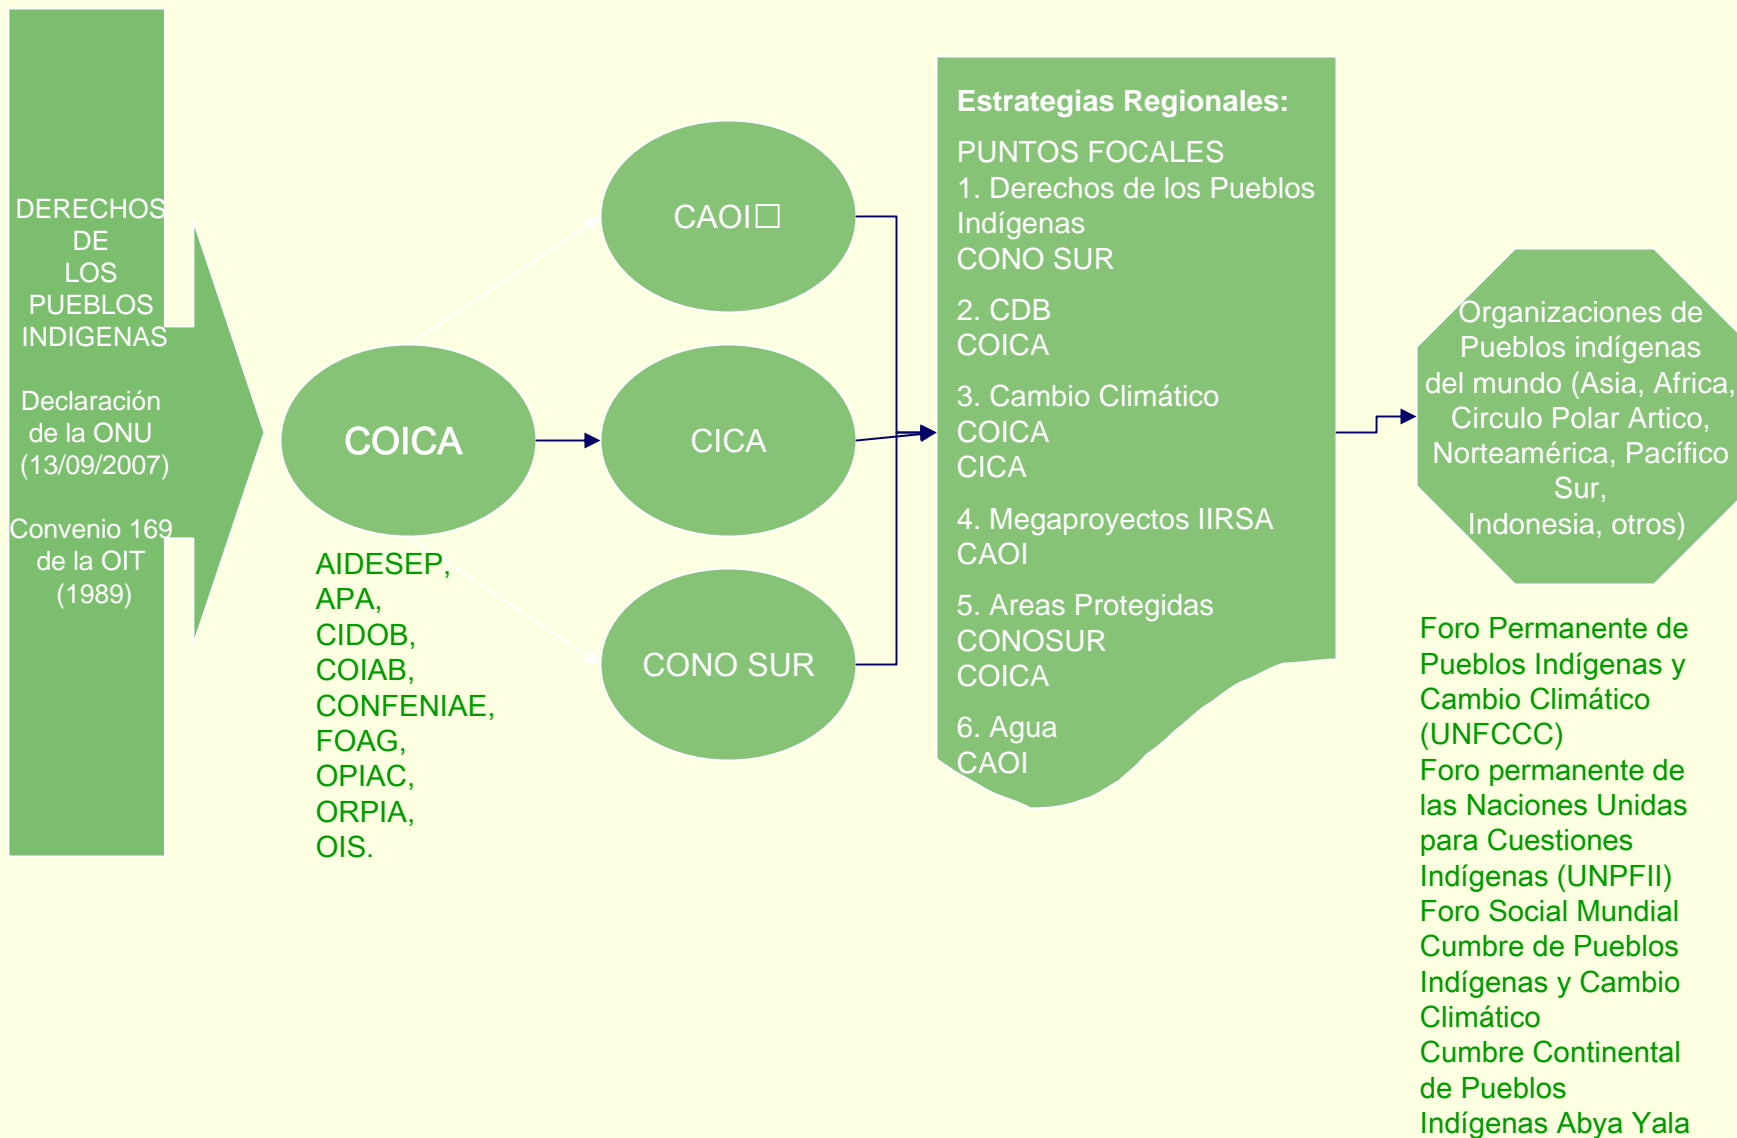 DERECHOS
DE
LOS
PUEBLOS
INDIGENAS
Declaración
de la ONU
(13/09/2007)
Convenio 169
de la OIT
(1989)
COICA
AIDESEP,
APA,
CIDOB,
COIAB,
CONFENIAE,
FOAG,
OPIAC,
ORPIA,
OIS.
CAOI□
CICA
CONO SUR
Estrategias Regionales:
PUNTOS FOCALES
1. Derechos de los Pueblos
Indígenas
CONO SUR
2. CDB
COICA
3. Cambio Climático
COICA
CICA
4. Megaproyectos IIRSA
CAOI
5. Areas Protegidas
CONOSUR
COICA
6. Agua
CAOI
Organizaciones de
Pueblos indígenas
del mundo (Asia, Africa,
Circulo Polar Artico,
Norteamérica, Pacífico
Sur,
Indonesia, otros)
Foro Permanente de
Pueblos Indígenas y
Cambio Climático
(UNFCCC)
Foro permanente de
las Naciones Unidas
para Cuestiones
Indígenas (UNPFII)
Foro Social Mundial
Cumbre de Pueblos
Indígenas y Cambio
Climático
Cumbre Continental
de Pueblos
Indígenas Abya Yala